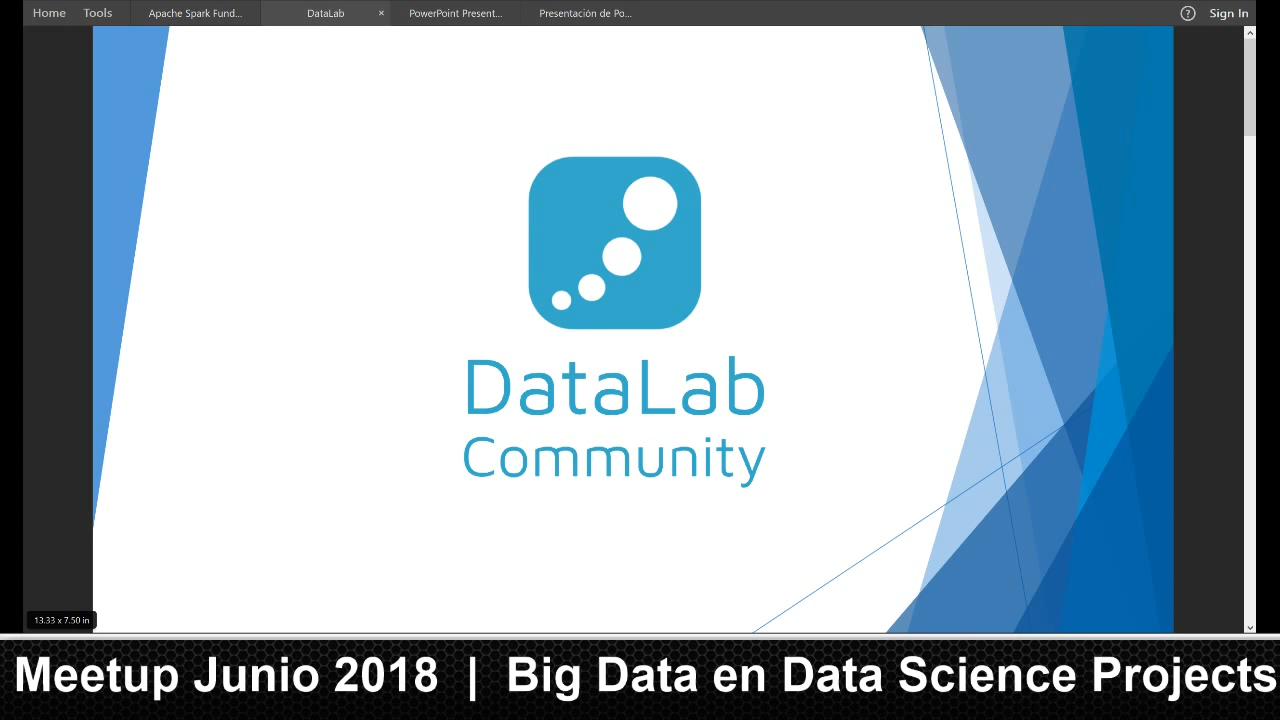 Home Tools Apache Spark Fund... DataLab × PowerPoint Present... Presentación de Po... ? Sign In
DataLab
Community
13.33 x 7.50 in
Meetup Junio 2018 | Big Data en Data Science Projects